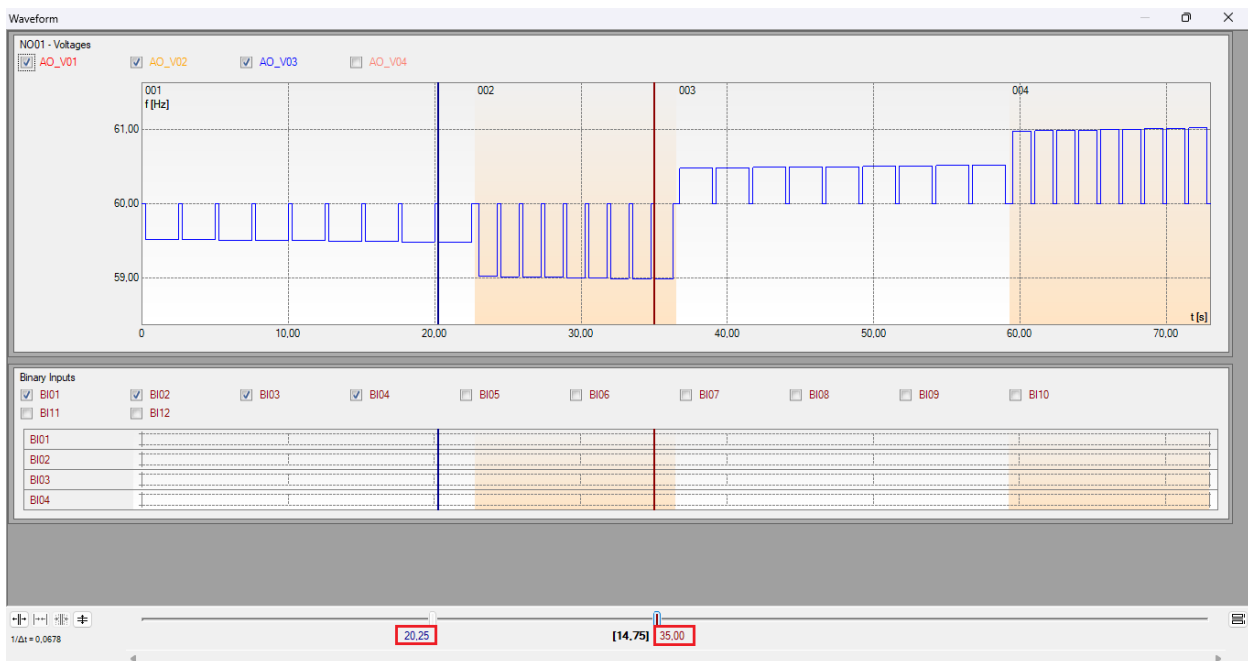 Waveform
NO01 - Voltages
AO_V01 AO_V02 AO_V03 AO_V04
001 002 003 004
f [Hz]
61,00
60,00
59,00
t [s]
0 10,00 20,00 30,00 40,00 50,00 60,00 70,00
Binary Inputs
BI01 BI02 BI03 BI04 BI05 BI06 BI07 BI08 BI09 BI10
BI11 BI12
BI01
BI02
BI03
BI04
1/Δt = 0,0678 20,25 [14,75] 35,00